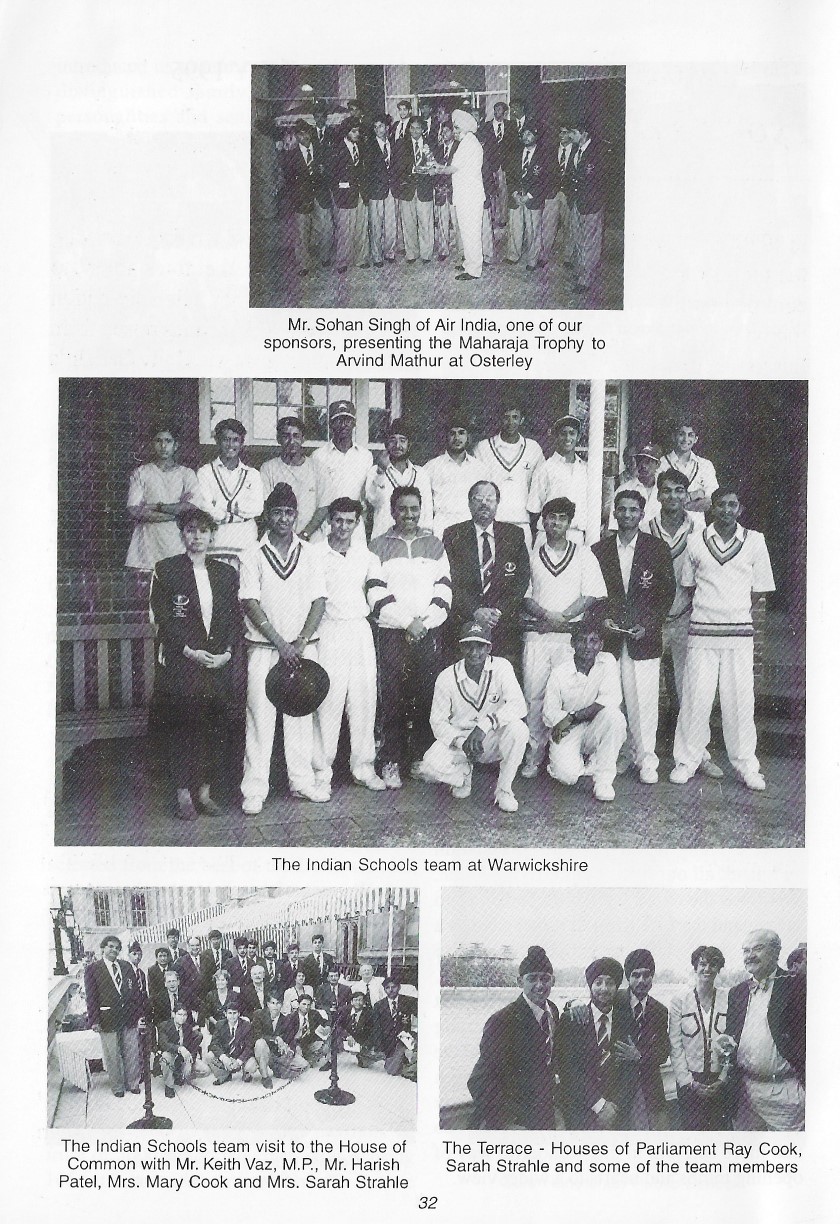 Mr. Sohan Singh of Air India, one of our
sponsors, presenting the Maharaja Trophy to
Arvind Mathur at Osterley
The Indian Schools team at Warwickshire
The Indian Schools team visit to the House of
Common with Mr. Keith Vaz, M.P., Mr. Harish
Patel, Mrs. Mary Cook and Mrs. Sarah Strahle
The Terrace - Houses of Parliament Ray Cook,
Sarah Strahle and some of the team members
32